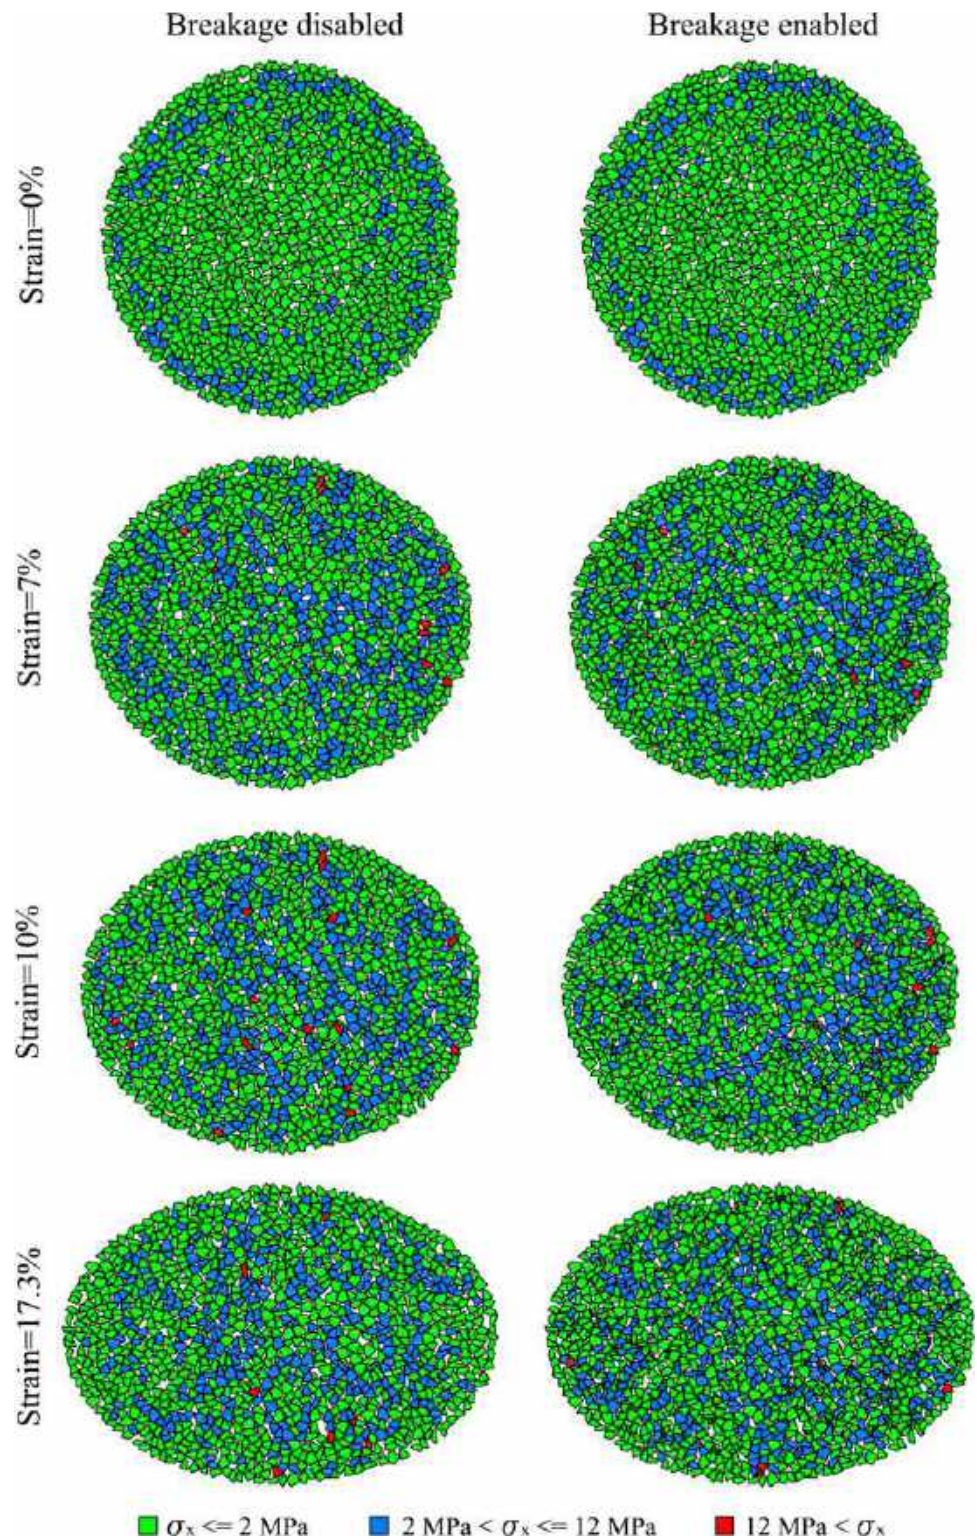 Breakage disabled Breakage enabled
Strain=0%
Strain=7%
Strain=10%
Strain=17.3%
σx <= 2 MPa 2 MPa < σx <= 12 MPa 12 MPa < σx